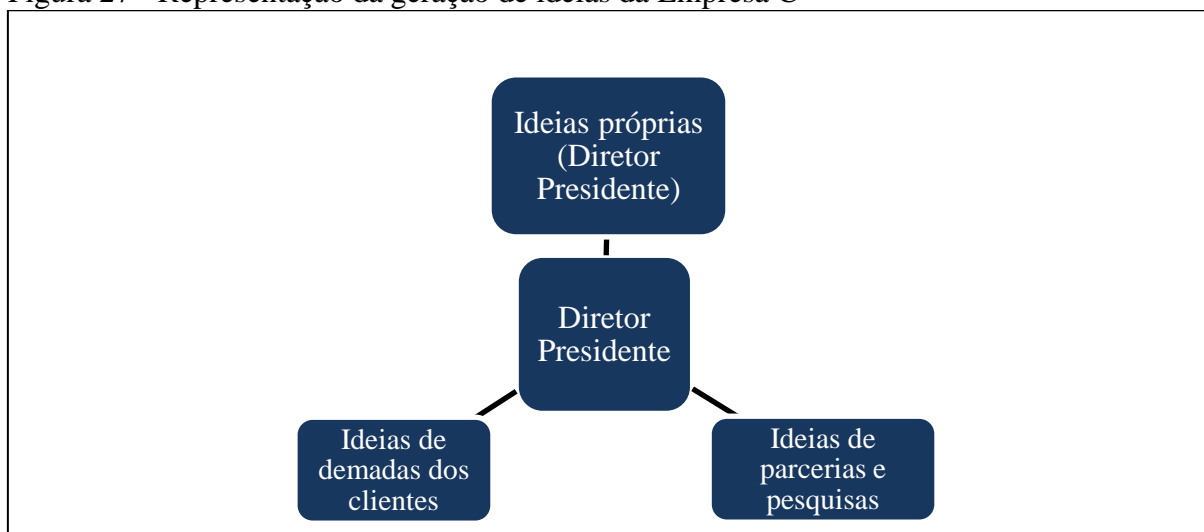 Figura 27 - Representação da geração de ideias da Empresa C
Ideias próprias
(Diretor
Presidente)
Diretor
Presidente
Ideias de
demadas dos
clientes
Ideias de
parcerias e
pesquisas